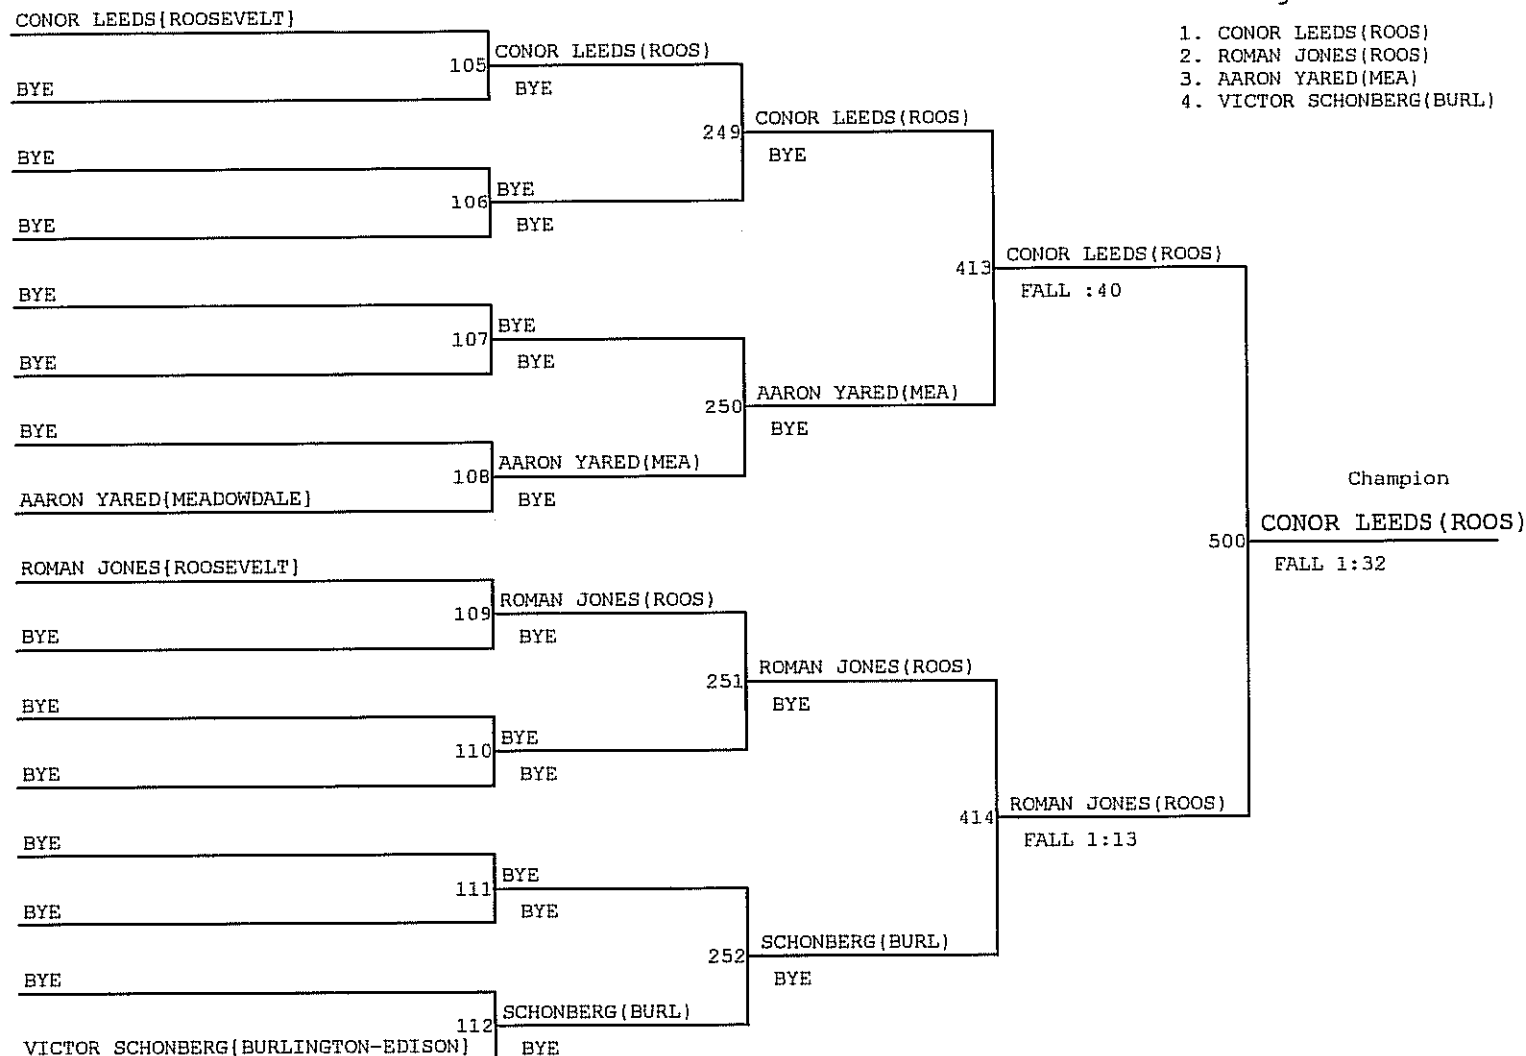 CONOR LEEDS{ROOSEVELT}
105
BYE
CONOR LEEDS(ROOS)
BYE
BYE
106
BYE
BYE
BYE
249
CONOR LEEDS(ROOS)
BYE
BYE
107
BYE
BYE
BYE
BYE
108
AARON YARED{MEADOWDALE}
AARON YARED(MEA)
BYE
250
AARON YARED(MEA)
BYE
413
CONOR LEEDS(ROOS)
FALL :40
ROMAN JONES{ROOSEVELT}
109
BYE
ROMAN JONES(ROOS)
BYE
BYE
110
BYE
BYE
BYE
251
ROMAN JONES(ROOS)
BYE
BYE
111
BYE
BYE
BYE
BYE
112
VICTOR SCHONBERG{BURLINGTON-EDISON}
SCHONBERG(BURL)
BYE
252
SCHONBERG(BURL)
BYE
414
ROMAN JONES(ROOS)
FALL 1:13
500
Champion
CONOR LEEDS(ROOS)
FALL 1:32
1. CONOR LEEDS(ROOS)
2. ROMAN JONES(ROOS)
3. AARON YARED(MEA)
4. VICTOR SCHONBERG(BURL)